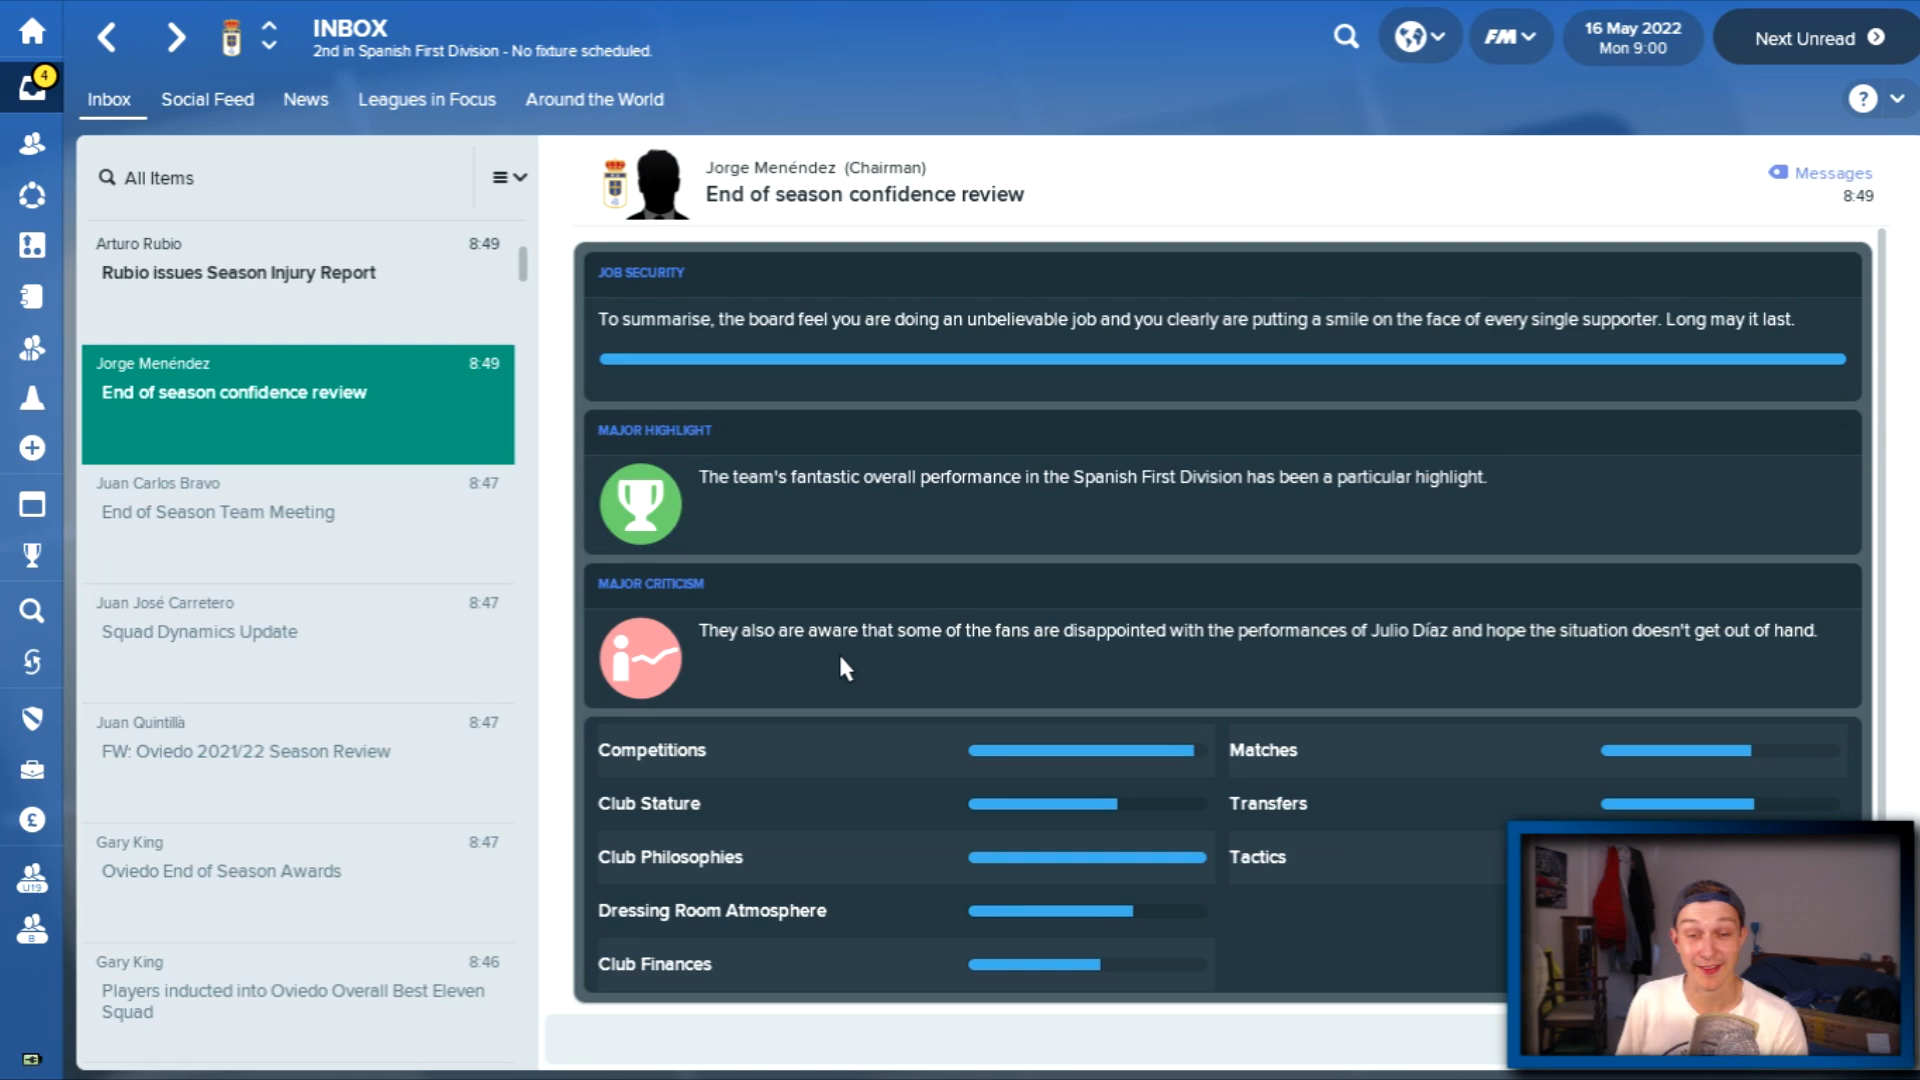 INBOX
2nd in Spanish First Division - No fixture scheduled.
FM
16 May 2022
Mon 9:00
Next Unread
4
Inbox
Social Feed
News
Leagues in Focus
Around the World
?
All Items
Arturo Rubio
8:49
Rubio issues Season Injury Report
Jorge Menéndez
8:49
End of season confidence review
Juan Carlos Bravo
8:47
End of Season Team Meeting
Juan José Carretero
8:47
Squad Dynamics Update
Juan Quintillà
8:47
FW: Oviedo 2021/22 Season Review
Gary King
8:47
Oviedo End of Season Awards
Gary King
8:46
Players inducted into Oviedo Overall Best Eleven
Squad
U19
B
£
Jorge Menéndez (Chairman)
End of season confidence review
Messages
8:49
JOB SECURITY
To summarise, the board feel you are doing an unbelievable job and you clearly are putting a smile on the face of every single supporter. Long may it last.
MAJOR HIGHLIGHT
The team's fantastic overall performance in the Spanish First Division has been a particular highlight.
MAJOR CRITICISM
They also are aware that some of the fans are disappointed with the performances of Julio Díaz and hope the situation doesn't get out of hand.
Competitions
Matches
Club Stature
Transfers
Club Philosophies
Tactics
Dressing Room Atmosphere
Club Finances